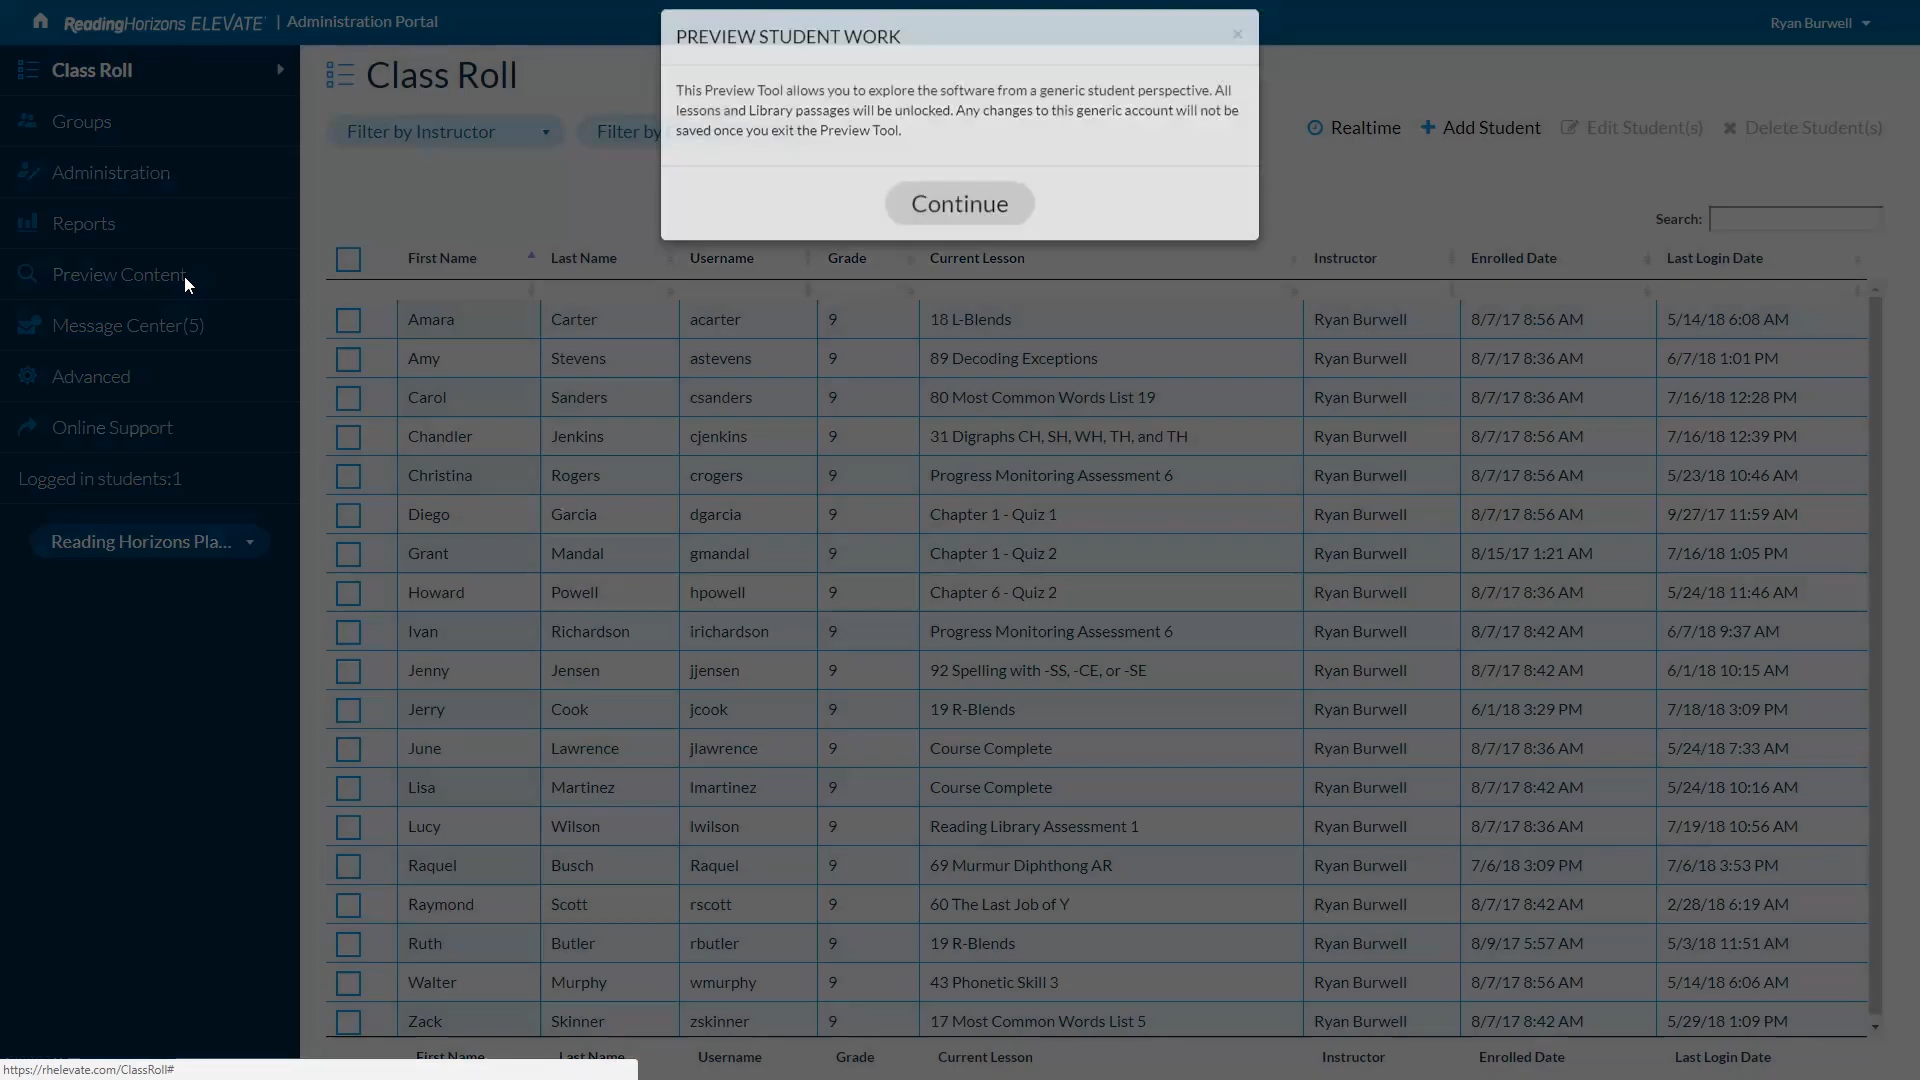 ReadingHorizons ELEVATE | Administration Portal
Ryan Burwell
Class Roll
Groups
Administration
Reports
Preview Content
Message Center(5)
Advanced
Online Support
Logged in students:1
Reading Horizons Pla...
Class Roll
Filter by Instructor
Filter by
Realtime
Add Student
Edit Student(s)
Delete Student(s)
PREVIEW STUDENT WORK
×
This Preview Tool allows you to explore the software from a generic student perspective. All
lessons and Library passages will be unlocked. Any changes to this generic account will not be
saved once you exit the Preview Tool.
Continue
Search:
First Name Last Name Username Grade Current Lesson Instructor Enrolled Date Last Login Date
Amara Carter acarter 9 18 L-Blends Ryan Burwell 8/7/17 8:56 AM 5/14/18 6:08 AM
Amy Stevens astevens 9 89 Decoding Exceptions Ryan Burwell 8/7/17 8:36 AM 6/7/18 1:01 PM
Carol Sanders csanders 9 80 Most Common Words List 19 Ryan Burwell 8/7/17 8:36 AM 7/16/18 12:28 PM
Chandler Jenkins cjenkins 9 31 Digraphs CH, SH, WH, TH, and TH Ryan Burwell 8/7/17 8:56 AM 7/16/18 12:39 PM
Christina Rogers crogers 9 Progress Monitoring Assessment 6 Ryan Burwell 8/7/17 8:56 AM 5/23/18 10:46 AM
Diego Garcia dgarcia 9 Chapter 1 - Quiz 1 Ryan Burwell 8/7/17 8:56 AM 9/27/17 11:59 AM
Grant Mandal gmandal 9 Chapter 1 - Quiz 2 Ryan Burwell 8/15/17 1:21 AM 7/16/18 1:05 PM
Howard Powell hpowell 9 Chapter 6 - Quiz 2 Ryan Burwell 8/7/17 8:36 AM 5/24/18 11:46 AM
Ivan Richardson irichardson 9 Progress Monitoring Assessment 6 Ryan Burwell 8/7/17 8:42 AM 6/7/18 9:37 AM
Jenny Jensen jjensen 9 92 Spelling with -SS, -CE, or -SE Ryan Burwell 8/7/17 8:42 AM 6/1/18 10:15 AM
Jerry Cook jcook 9 19 R-Blends Ryan Burwell 6/1/18 3:29 PM 7/18/18 3:09 PM
June Lawrence jlawrence 9 Course Complete Ryan Burwell 8/7/17 8:36 AM 5/24/18 7:33 AM
Lisa Martinez lmartinez 9 Course Complete Ryan Burwell 8/7/17 8:42 AM 5/24/18 10:16 AM
Lucy Wilson lwilson 9 Reading Library Assessment 1 Ryan Burwell 8/7/17 8:36 AM 7/19/18 10:56 AM
Raquel Busch Raquel 9 69 Murmur Diphthong AR Ryan Burwell 7/6/18 3:09 PM 7/6/18 3:53 PM
Raymond Scott rscott 9 60 The Last Job of Y Ryan Burwell 8/7/17 8:42 AM 2/28/18 6:19 AM
Ruth Butler rbutler 9 19 R-Blends Ryan Burwell 8/9/17 5:57 AM 5/3/18 11:51 AM
Walter Murphy wmurphy 9 43 Phonetic Skill 3 Ryan Burwell 8/7/17 8:56 AM 5/14/18 6:06 AM
Zack Skinner zskinner 9 17 Most Common Words List 5 Ryan Burwell 8/7/17 8:42 AM 5/29/18 1:09 PM
First Name Last Name Username Grade Current Lesson Instructor Enrolled Date Last Login Date
https://rhelevate.com/ClassRoll#